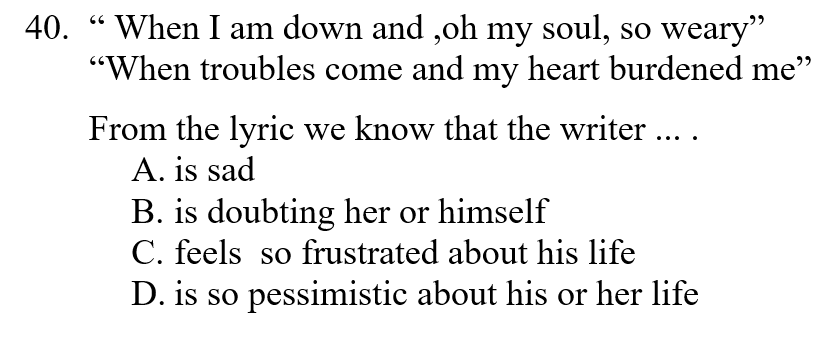 40. “ When I am down and ,oh my soul, so weary”
“When troubles come and my heart burdened me”
From the lyric we know that the writer ... .
A. is sad
B. is doubting her or himself
C. feels so frustrated about his life
D. is so pessimistic about his or her life